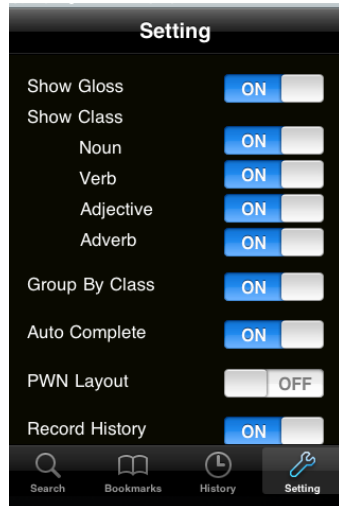 Setting
Show Gloss ON
Show Class
Noun ON
Verb ON
Adjective ON
Adverb ON
Group By Class ON
Auto Complete ON
PWN Layout OFF
Record History ON
Search Bookmarks History Setting